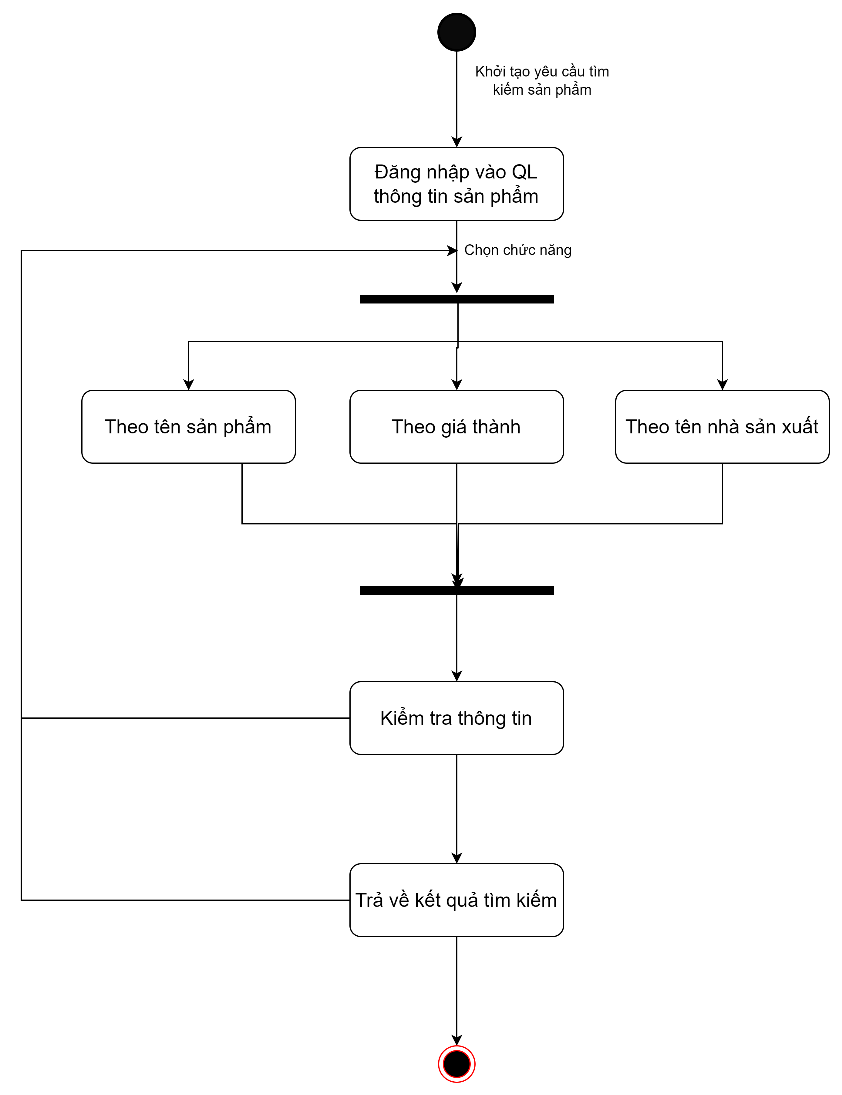 Khởi tạo yêu cầu tìm
kiếm sản phẩm
Đăng nhập vào QL
thông tin sản phẩm
Chọn chức năng
Theo tên sản phẩm
Theo giá thành
Theo tên nhà sản xuất
Kiểm tra thông tin
Trả về kết quả tìm kiếm